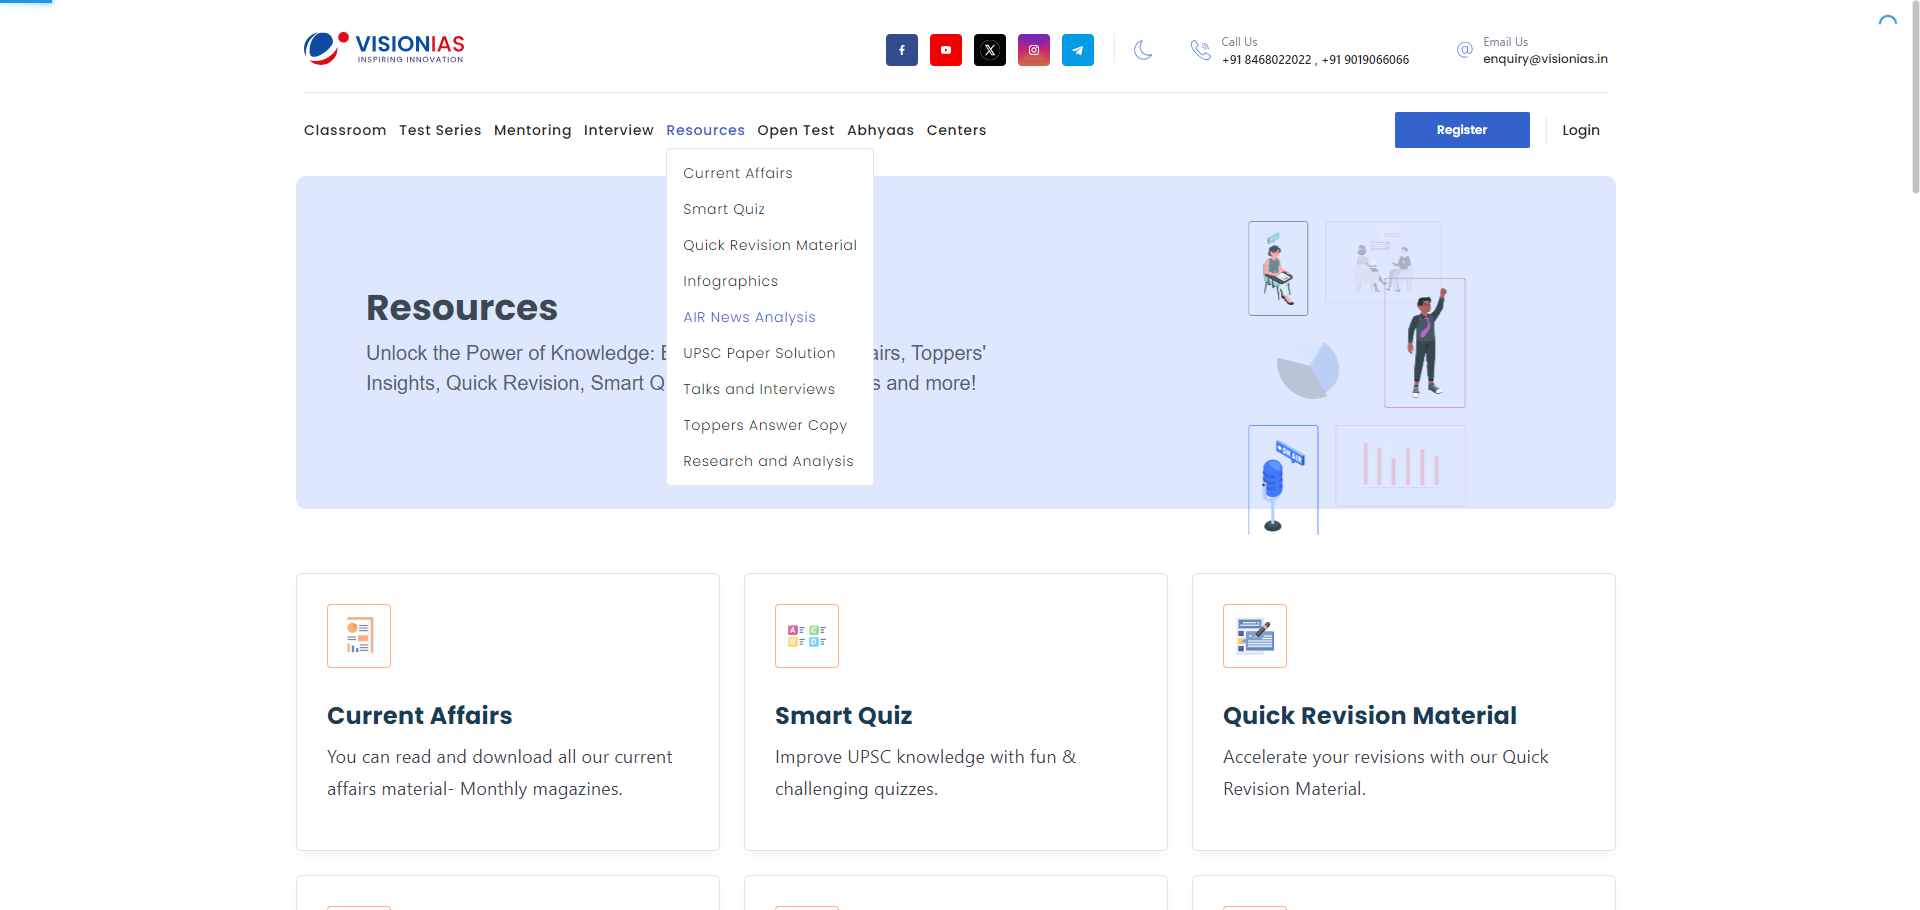 VISIONIAS
INSPIRING INNOVATION
Call Us
+91 8468022022 , +91 9019066066
Email Us
enquiry@visionias.in
Classroom Test Series Mentoring Interview Resources Open Test Abhyaas Centers
Register
Login
Current Affairs
Smart Quiz
Quick Revision Material
Infographics
AIR News Analysis
UPSC Paper Solution
Talks and Interviews
Toppers Answer Copy
Research and Analysis
Resources
Unlock the Power of Knowledge: Toppers'
Insights, Quick Revision, Smart and more!
ON AIR
Current Affairs
You can read and download all our current
affairs material- Monthly magazines.
Smart Quiz
Improve UPSC knowledge with fun &
challenging quizzes.
Quick Revision Material
Accelerate your revisions with our Quick
Revision Material.